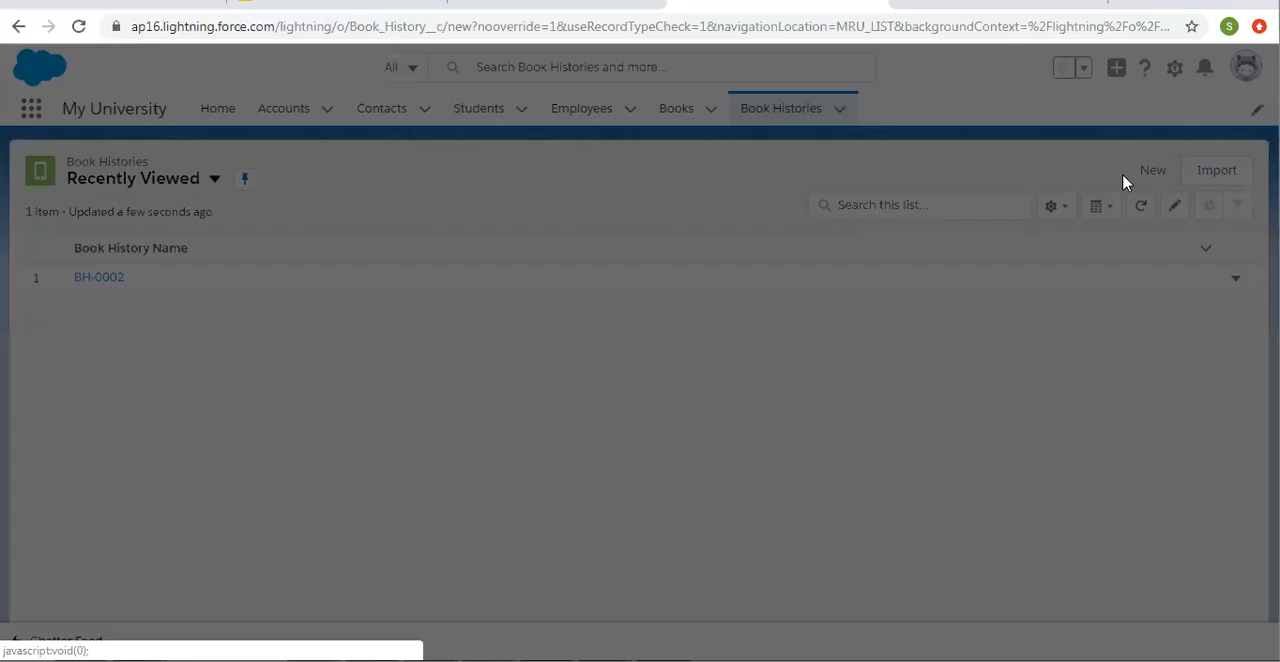 ap16.lightning.force.com/lightning/o/Book_History__c/new?nooverride=1&useRecordTypeCheck=1&navigationLocation=MRU_LIST&backgroundContext=%2Flightning%2Fo%2F...
S
All
Search Book Histories and more...
My University
Home
Accounts
Contacts
Students
Employees
Books
Book Histories
Book Histories
Recently Viewed
New
Import
1 item • Updated a few seconds ago
Search this list...
Book History Name
1
BH-0002
Chatter Feed
javascript:void(0);